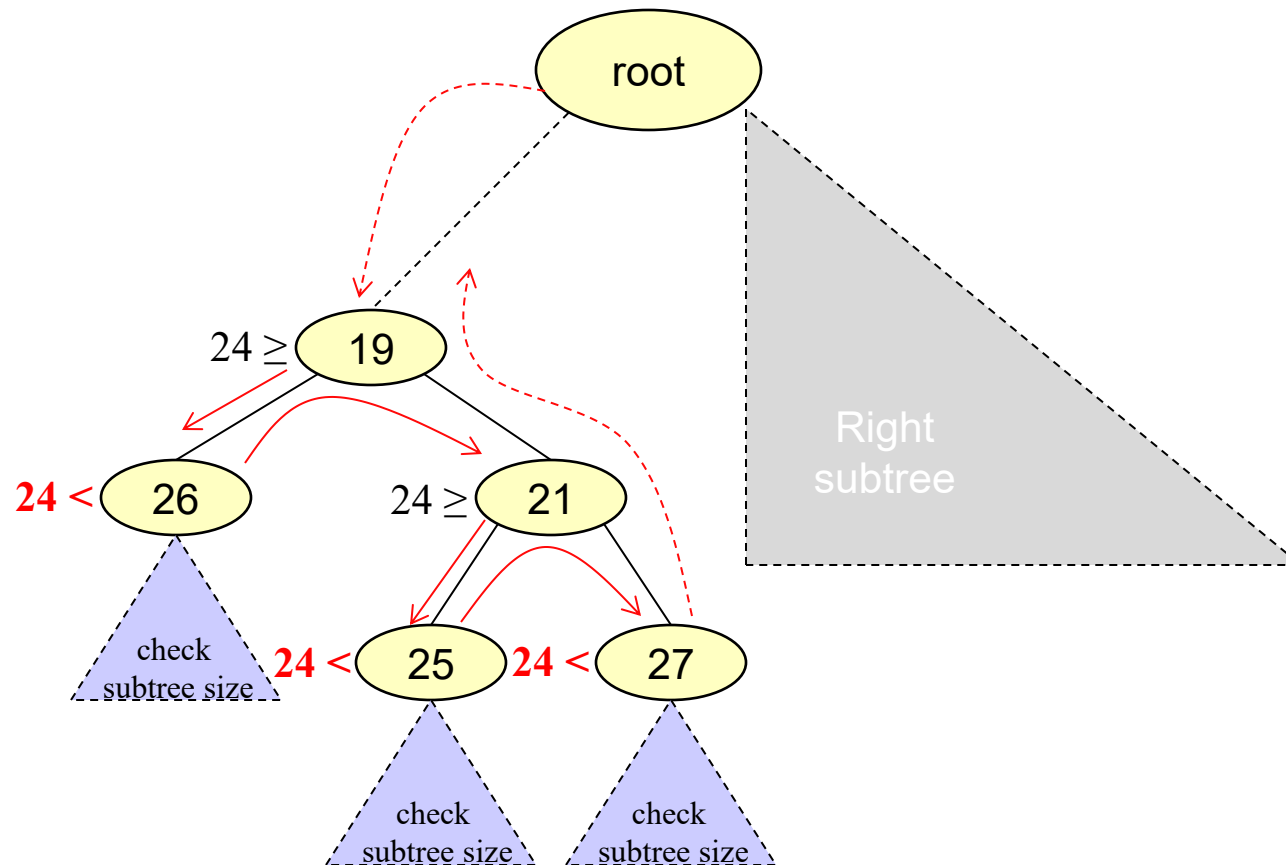 root
24 ≥ 19
Right
subtree
24 < 26
24 ≥ 21
check
subtree size
24 < 25
24 < 27
check
subtree size
check
subtree size